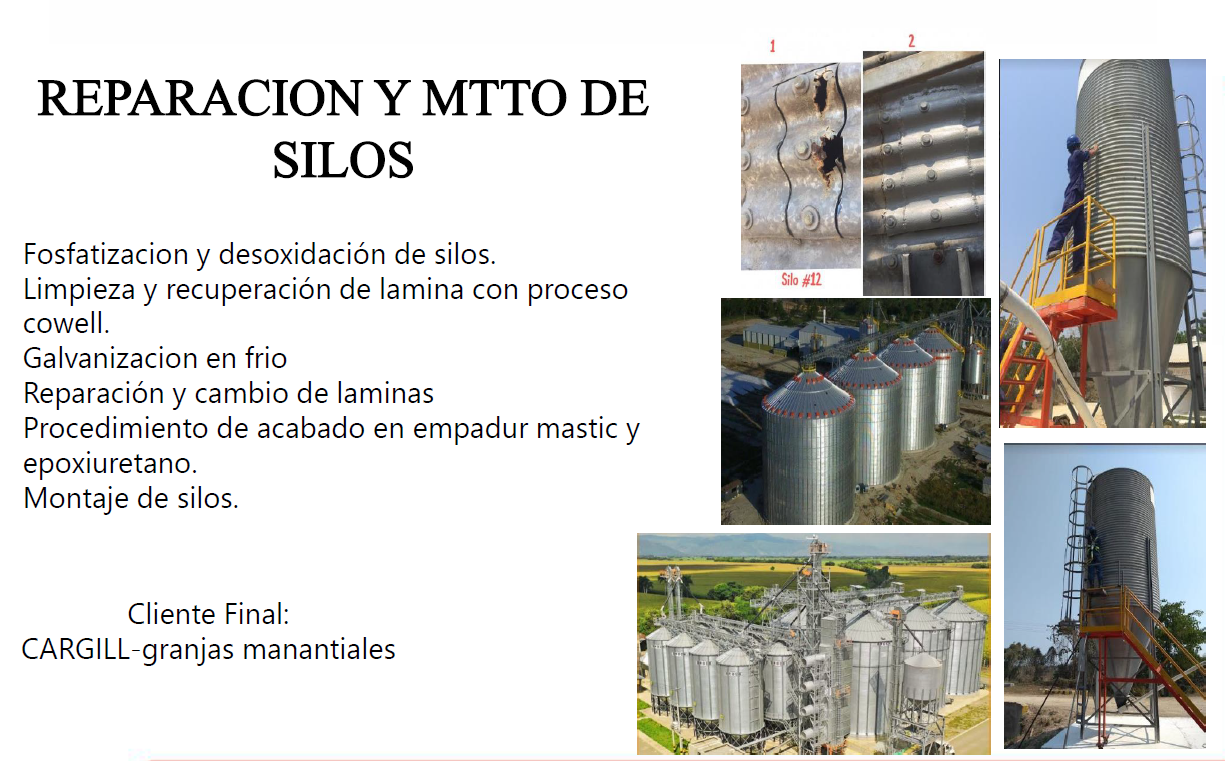 REPARACION Y MTTO DE
SILOS
Fosfatizacion y desoxidación de silos.
Limpieza y recuperación de lamina con proceso
cowell.
Galvanizacion en frio
Reparación y cambio de laminas
Procedimiento de acabado en empadur mastic y
epoxiuretano.
Montaje de silos.
Cliente Final:
CARGILL-granjas manantiales
1
2
Silo #12